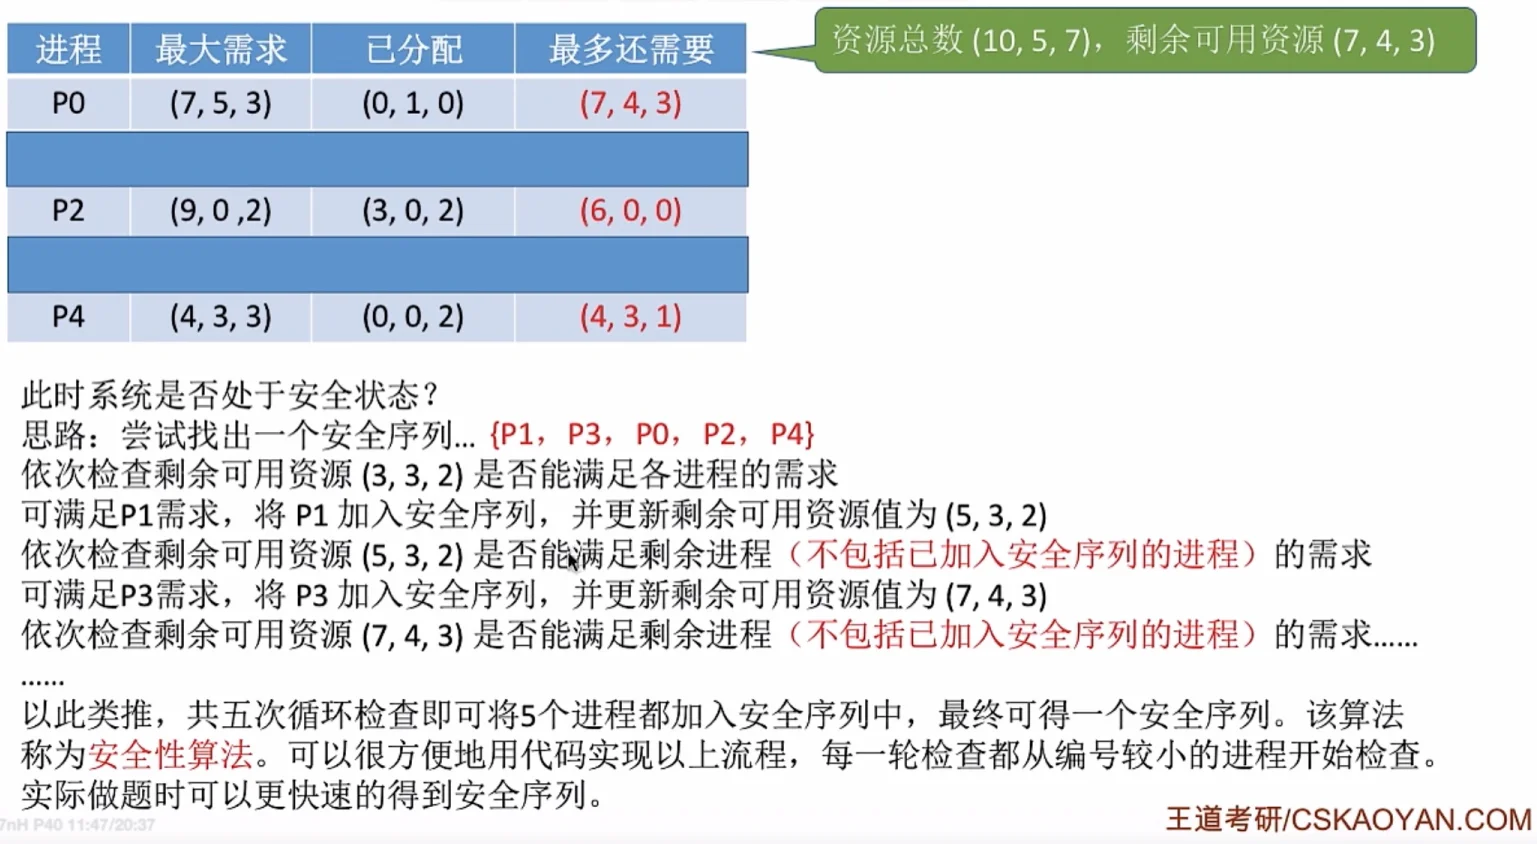 进程 最大需求 已分配 最多还需要
资源总数 (10, 5, 7)，剩余可用资源 (7, 4, 3)
P0 (7, 5, 3) (0, 1, 0) (7, 4, 3)
P2 (9, 0 ,2) (3, 0, 2) (6, 0, 0)
P4 (4, 3, 3) (0, 0, 2) (4, 3, 1)
此时系统是否处于安全状态？
思路：尝试找出一个安全序列... {P1，P3，P0，P2，P4}
依次检查剩余可用资源 (3, 3, 2) 是否能满足各进程的需求
可满足P1需求，将 P1 加入安全序列，并更新剩余可用资源值为 (5, 3, 2)
依次检查剩余可用资源 (5, 3, 2) 是否能满足剩余进程（不包括已加入安全序列的进程）的需求
可满足P3需求，将 P3 加入安全序列，并更新剩余可用资源值为 (7, 4, 3)
依次检查剩余可用资源 (7, 4, 3) 是否能满足剩余进程（不包括已加入安全序列的进程）的需求......
......
以此类推，共五次循环检查即可将5个进程都加入安全序列中，最终可得一个安全序列。该算法
称为安全性算法。可以很方便地用代码实现以上流程，每一轮检查都从编号较小的进程开始检查。
实际做题时可以更快速的得到安全序列。
7nH P40 11:47/20:37
王道考研/CSKAOYAN.COM